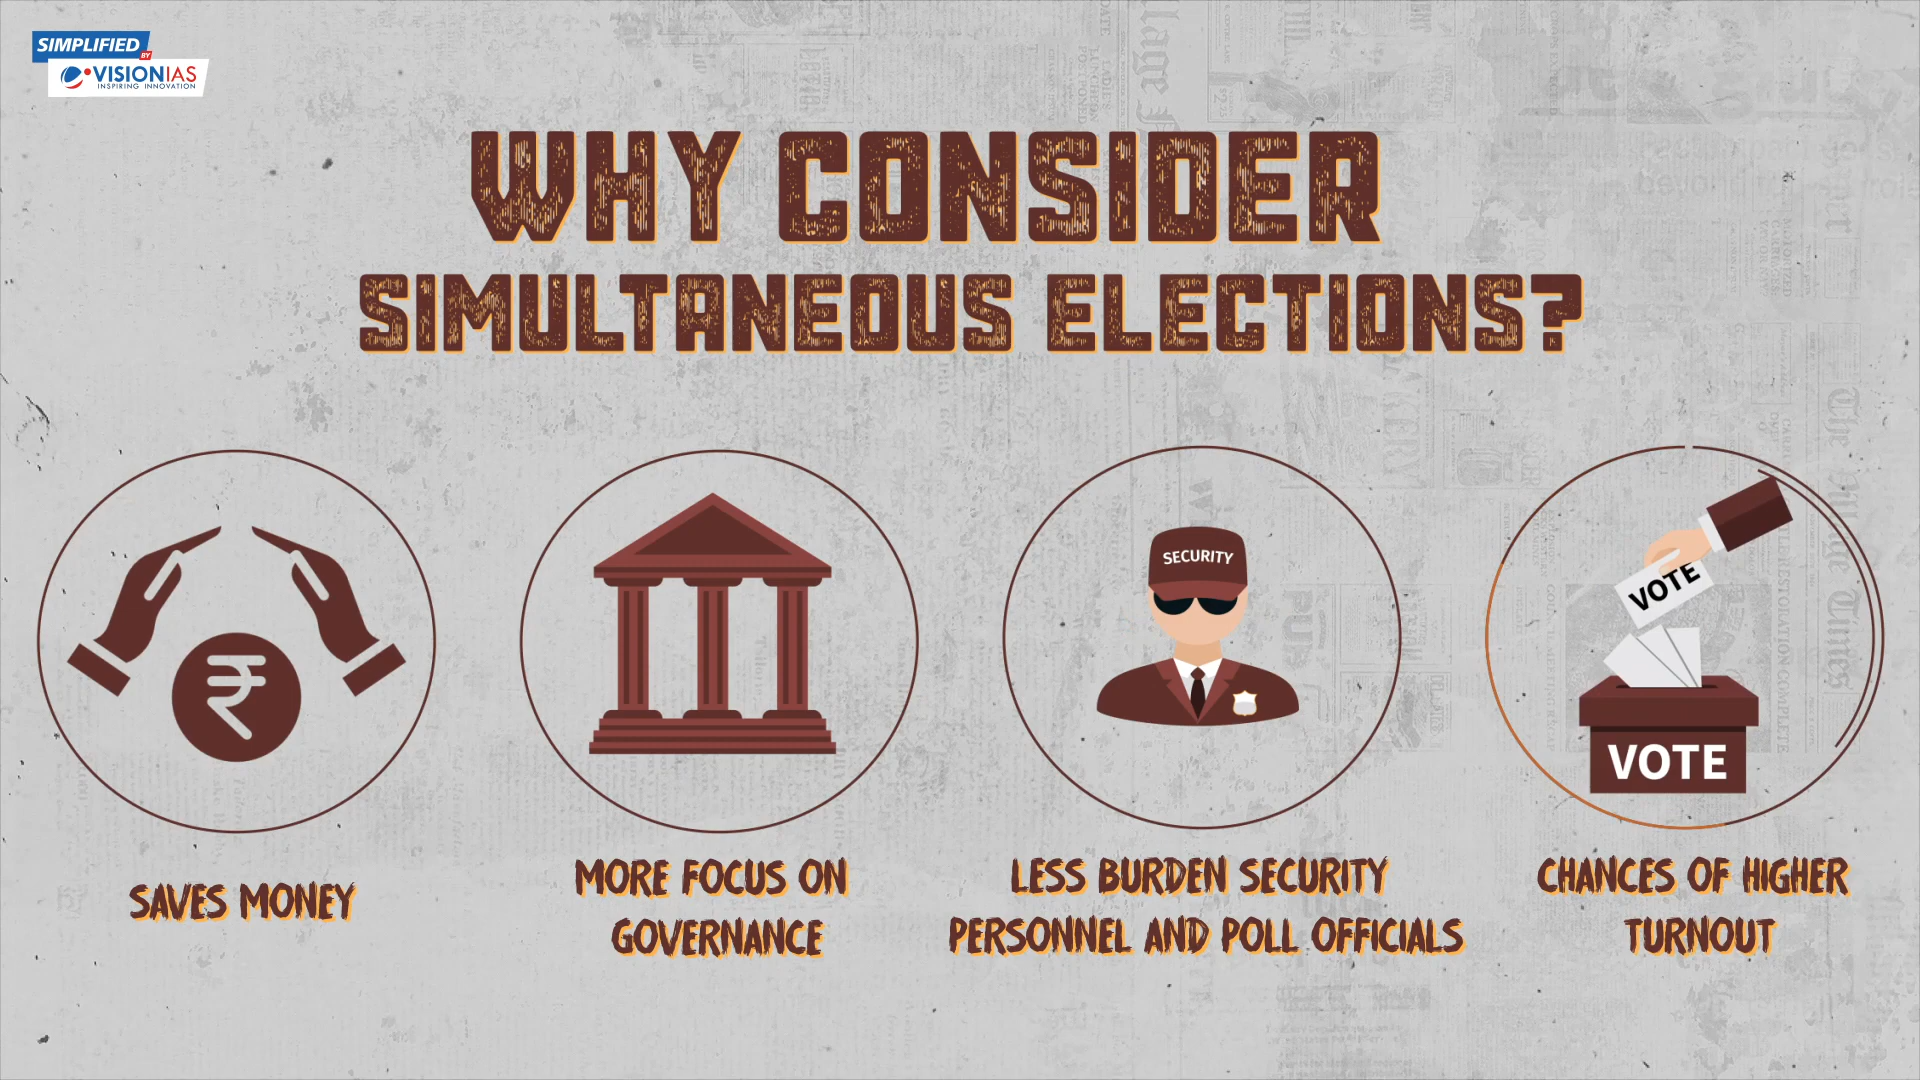 SIMPLIFIED
BY
VISIONIAS
INSPIRING INNOVATION
WHY CONSIDER
SIMULTANEOUS ELECTIONS?
SECURITY
VOTE
VOTE
SAVES MONEY
MORE FOCUS ON
GOVERNANCE
LESS BURDEN SECURITY
PERSONNEL AND POLL OFFICIALS
CHANCES OF HIGHER
TURNOUT